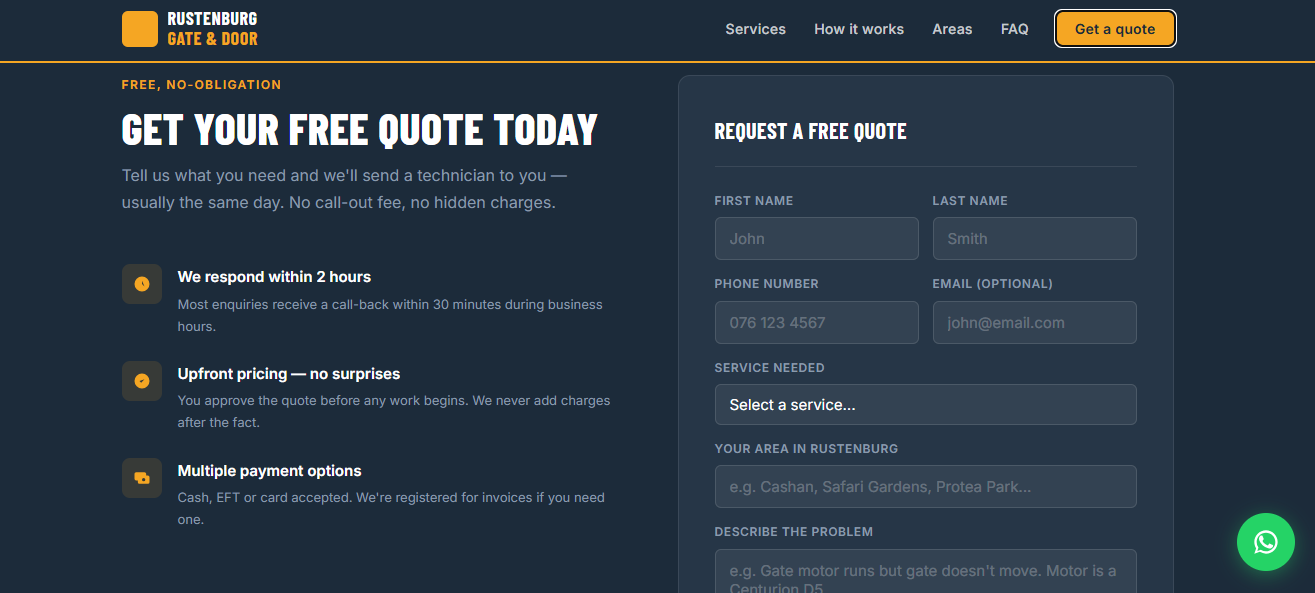 RUSTENBURG
GATE & DOOR
Services How it works Areas FAQ Get a quote
FREE, NO-OBLIGATION
GET YOUR FREE QUOTE TODAY
Tell us what you need and we'll send a technician to you —
usually the same day. No call-out fee, no hidden charges.
We respond within 2 hours
Most enquiries receive a call-back within 30 minutes during business
hours.
Upfront pricing — no surprises
You approve the quote before any work begins. We never add charges
after the fact.
Multiple payment options
Cash, EFT or card accepted. We're registered for invoices if you need
one.
REQUEST A FREE QUOTE
FIRST NAME LAST NAME
John Smith
PHONE NUMBER EMAIL (OPTIONAL)
076 123 4567 john@email.com
SERVICE NEEDED
Select a service...
YOUR AREA IN RUSTENBURG
e.g. Cashan, Safari Gardens, Protea Park...
DESCRIBE THE PROBLEM
e.g. Gate motor runs but gate doesn't move. Motor is a
Centurion D5